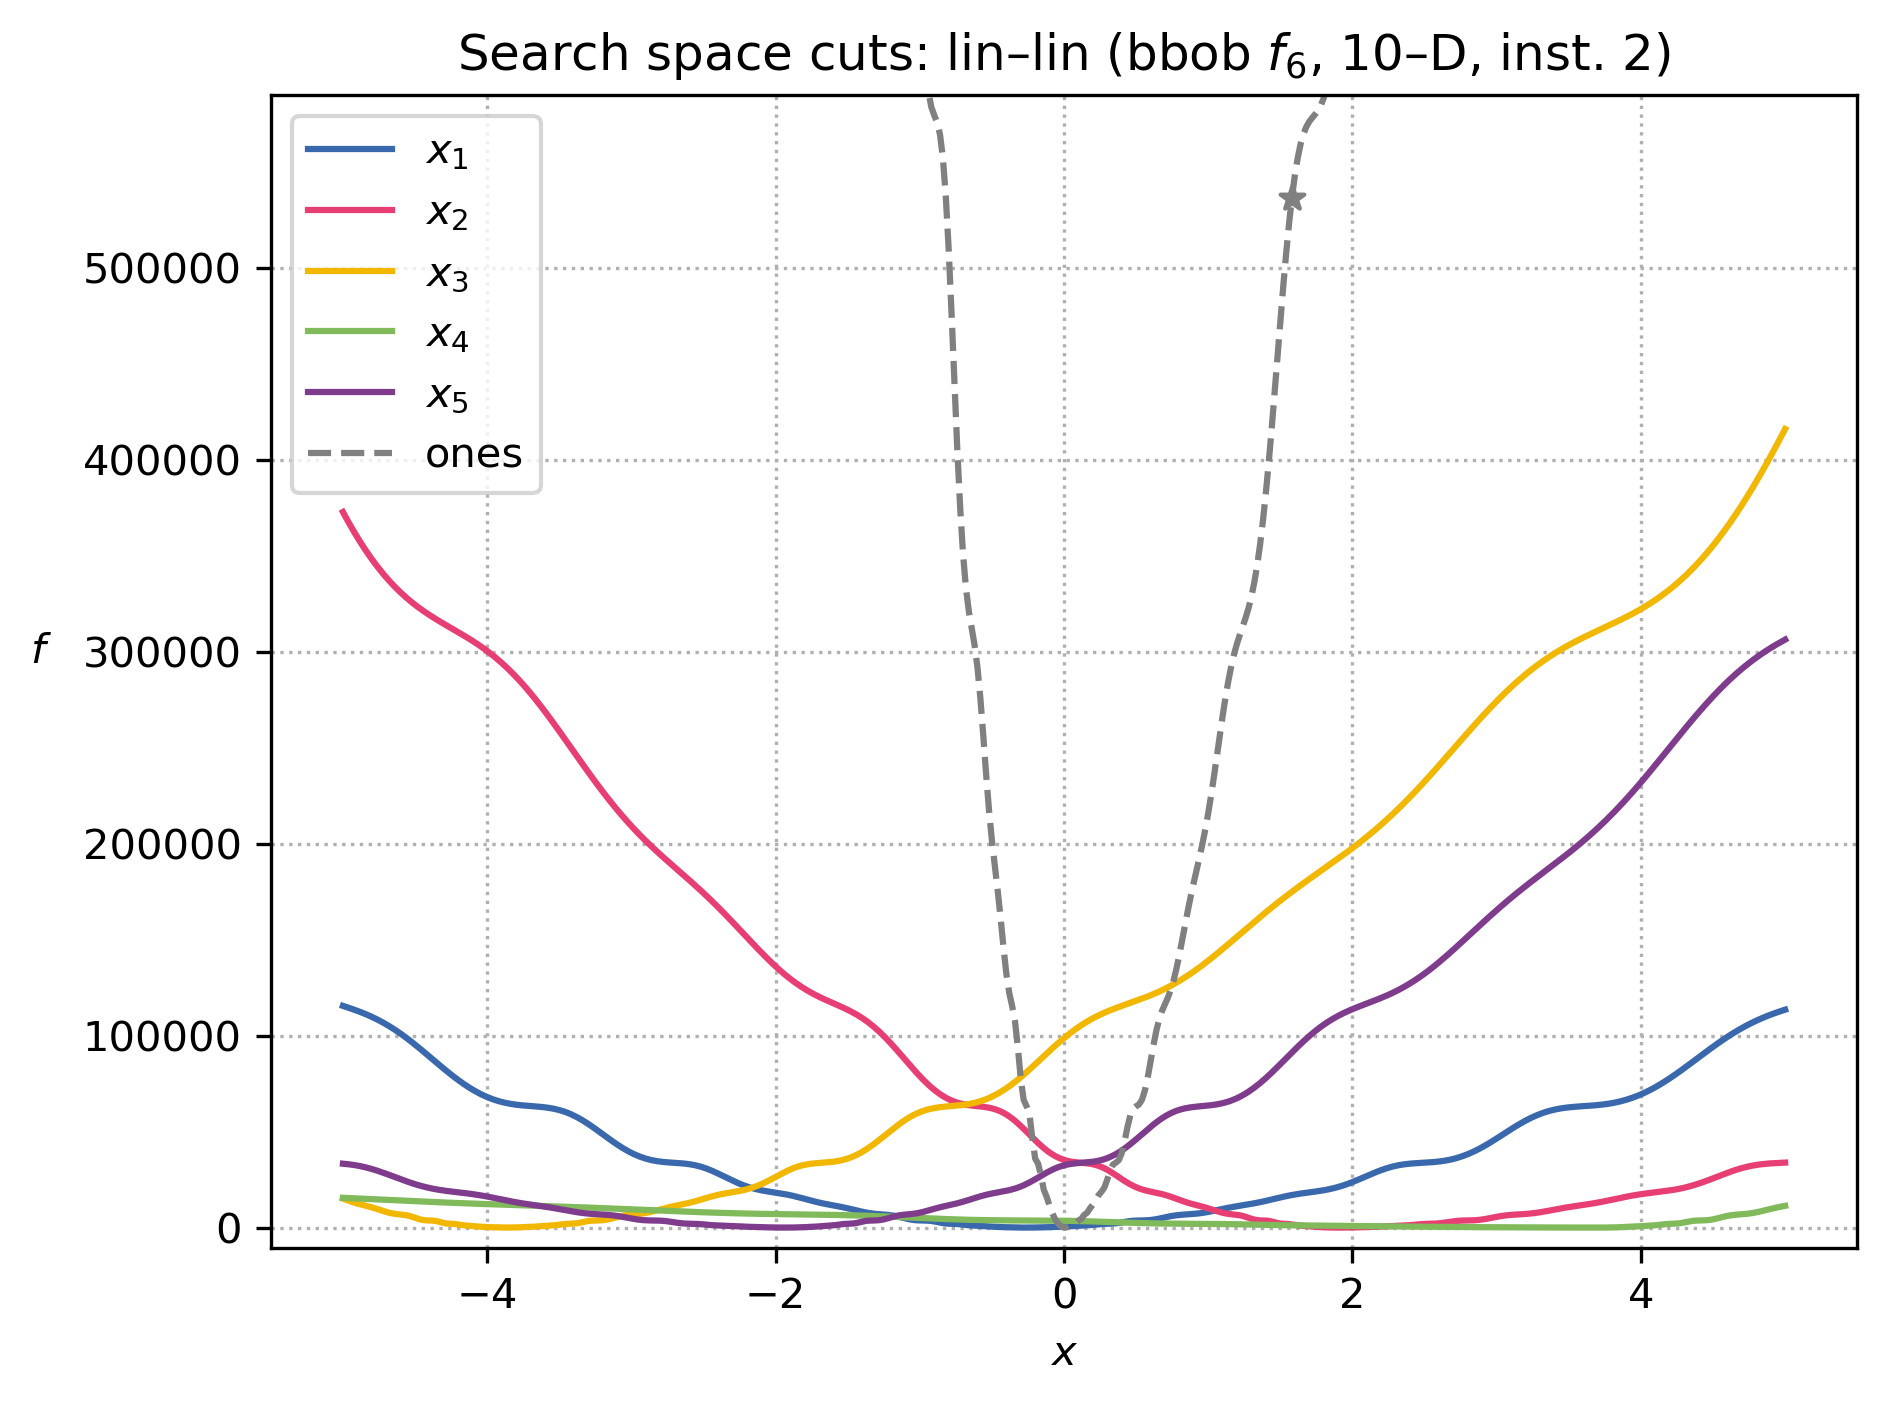 Search space cuts: lin–lin (bbob f₆, 10–D, inst. 2)
x₁
x₂
x₃
x₄
x₅
ones
500000
400000
300000
200000
100000
0
f
−4
−2
0
2
4
x